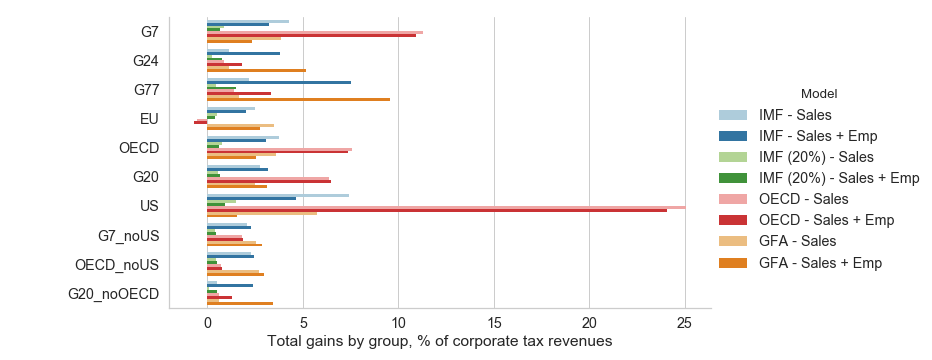 G7
G24
G77
EU
OECD
G20
US
G7_noUS
OECD_noUS
G20_noOECD
0 5 10 15 20 25
Total gains by group, % of corporate tax revenues
Model
IMF - Sales
IMF - Sales + Emp
IMF (20%) - Sales
IMF (20%) - Sales + Emp
OECD - Sales
OECD - Sales + Emp
GFA - Sales
GFA - Sales + Emp